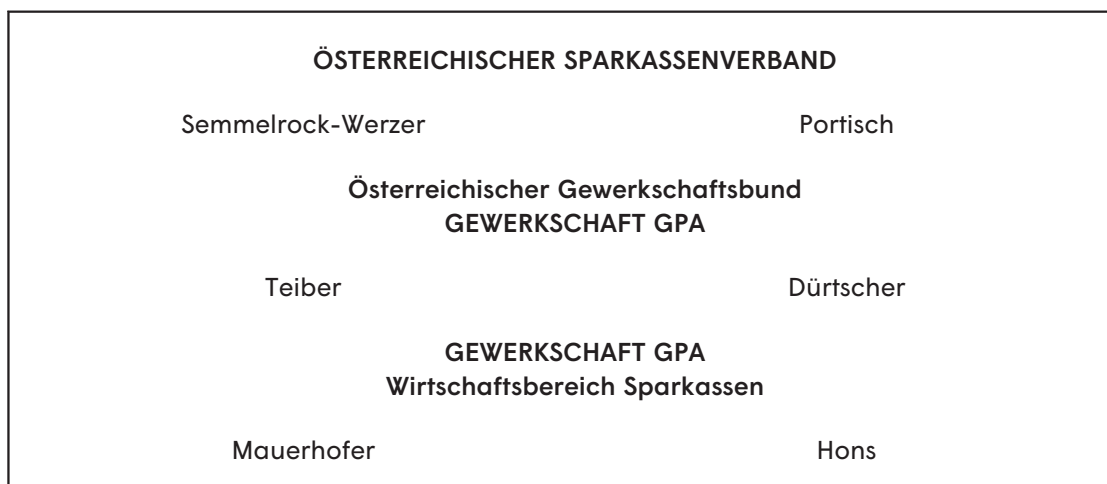 ÖSTERREICHISCHER SPARKASSENVERBAND
Semmelrock-Werzer Portisch
Österreichischer Gewerkschaftsbund
GEWERKSCHAFT GPA
Teiber Dürtscher
GEWERKSCHAFT GPA
Wirtschaftsbereich Sparkassen
Mauerhofer Hons